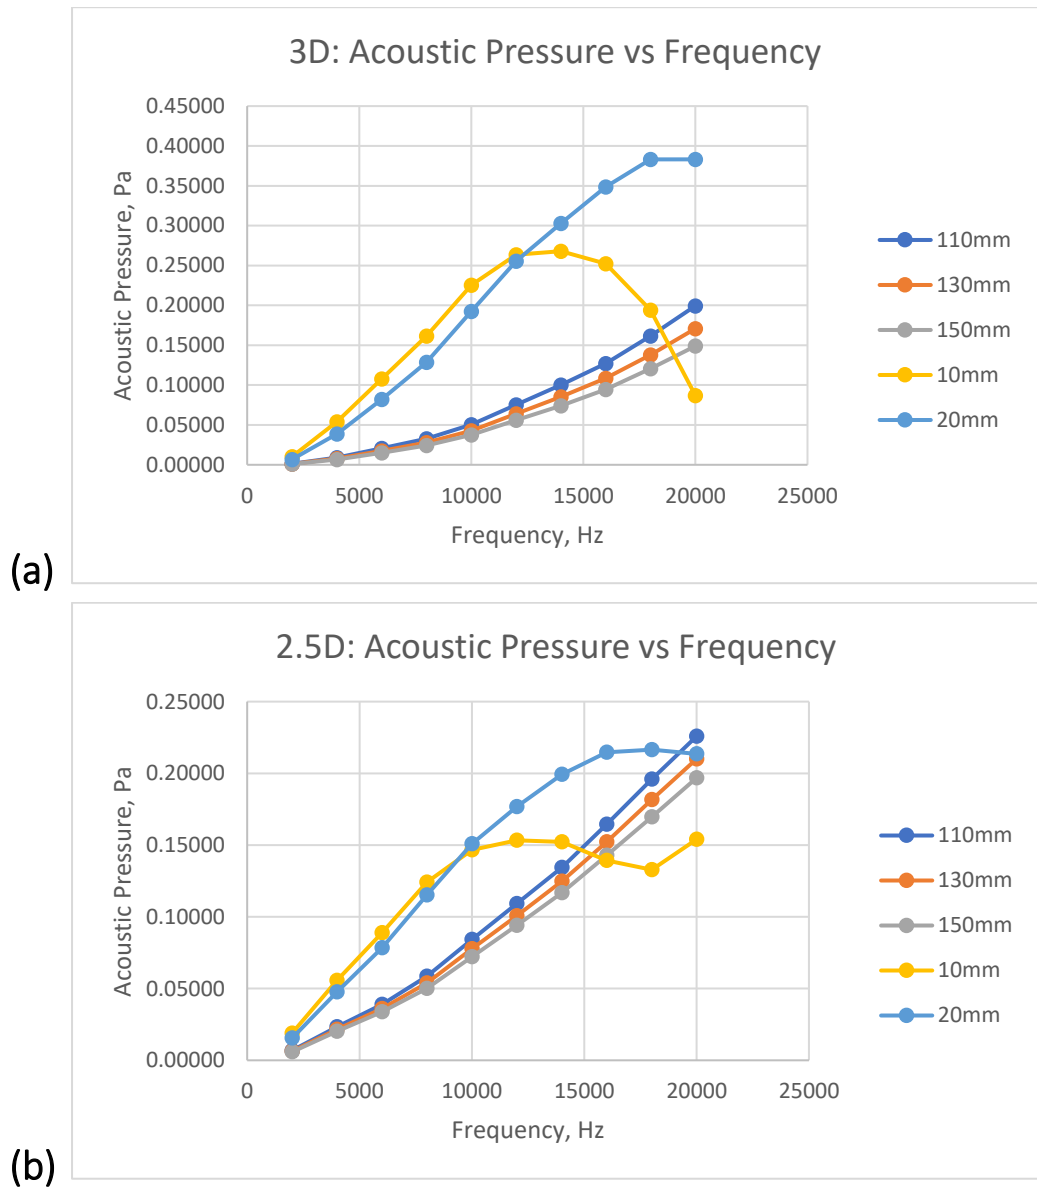 3D: Acoustic Pressure vs Frequency
0.45000
0.40000
0.35000
0.30000
0.25000
0.20000
0.15000
0.10000
0.05000
0.00000
Acoustic Pressure, Pa
0 5000 10000 15000 20000 25000
Frequency, Hz
110mm
130mm
150mm
10mm
20mm
(a)
2.5D: Acoustic Pressure vs Frequency
0.25000
0.20000
0.15000
0.10000
0.05000
0.00000
Acoustic Pressure, Pa
0 5000 10000 15000 20000 25000
Frequency, Hz
110mm
130mm
150mm
10mm
20mm
(b)